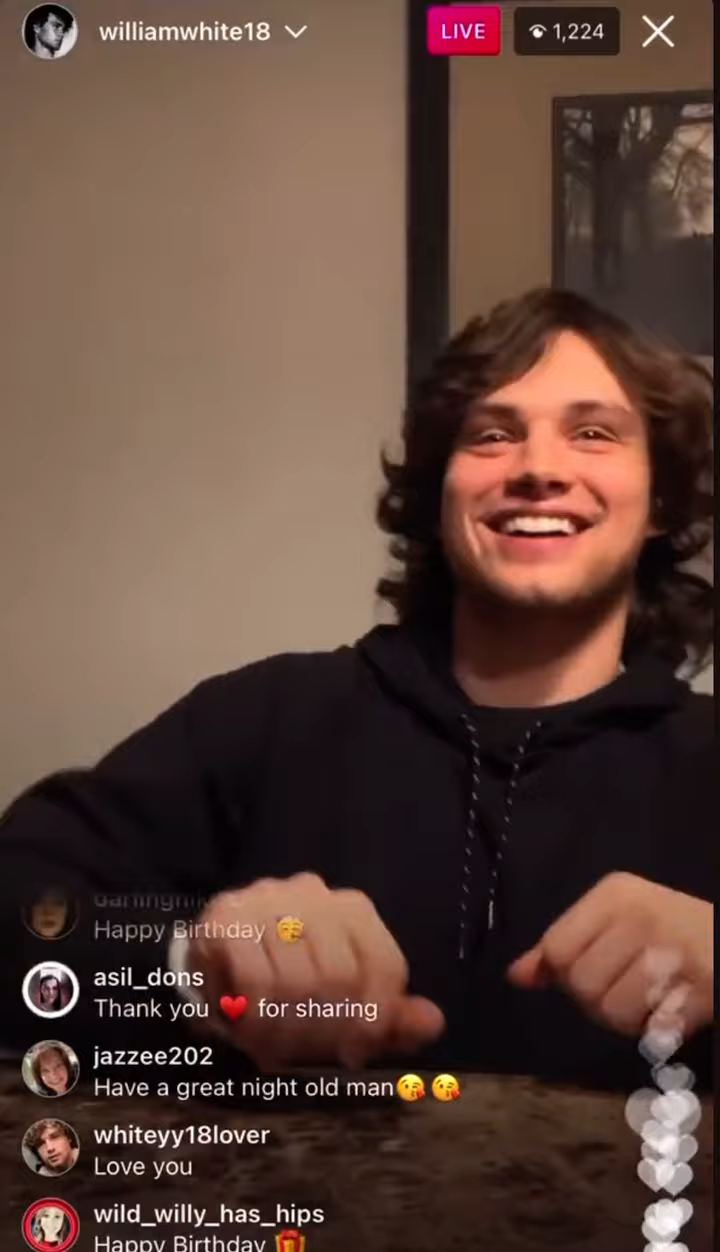 williamwhite18
LIVE
1,224
Happy Birthday 🥳
asil_dons
Thank you ❤️ for sharing
jazzee202
Have a great night old man😘😘
whiteyy18lover
Love you
wild_willy_has_hips
Happy Birthday 🎁